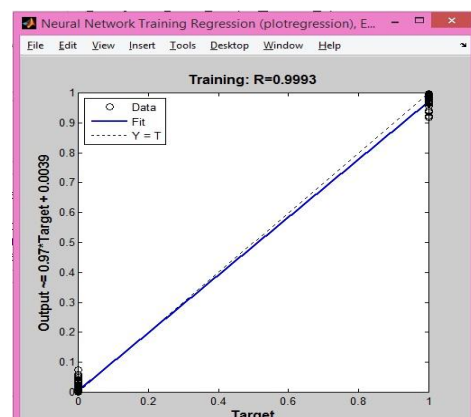 Neural Network Training Regression (plotregression), E...
File Edit View Insert Tools Desktop Window Help
Training: R=0.9993
Data
Fit
Y = T
Output ~= 0.97*Target + 0.0039
1
0.9
0.8
0.7
0.6
0.5
0.4
0.3
0.2
0.1
0
0 0.2 0.4 0.6 0.8 1
Target